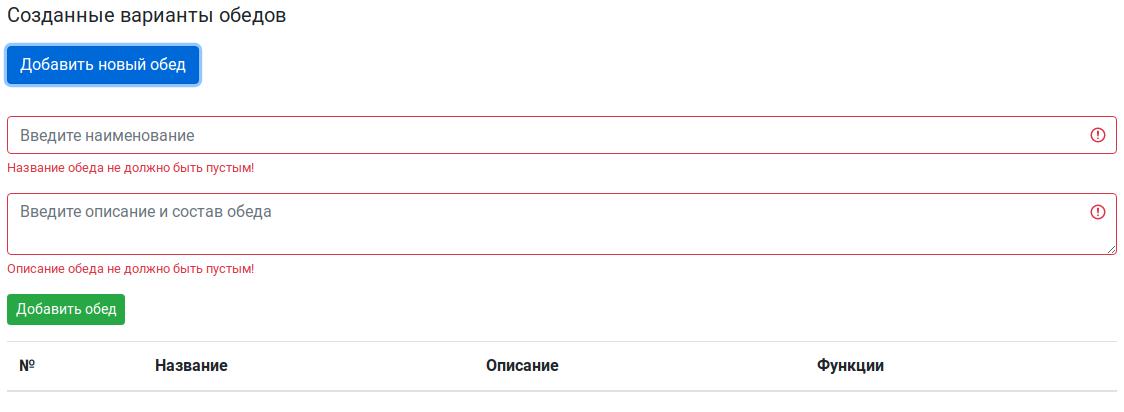 Созданные варианты обедов
Добавить новый обед
Введите наименование
Название обеда не должно быть пустым!
Введите описание и состав обеда
Описание обеда не должно быть пустым!
Добавить обед
№ Название Описание Функции